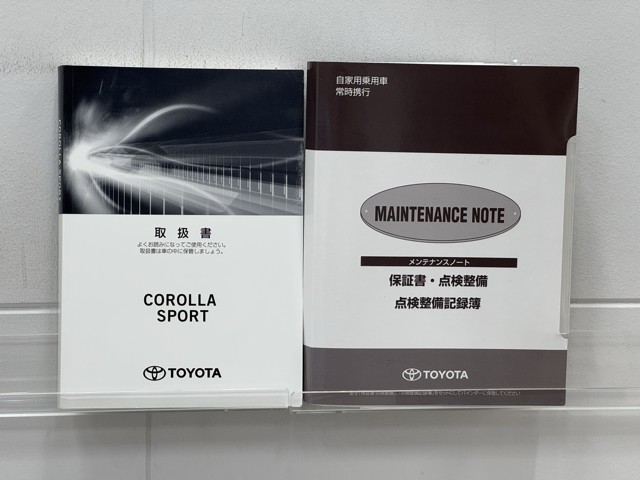 COROLLA SPORT
取扱書
よくお読みになってご使用ください。
取扱書は車の中に保管しましょう。
COROLLA
SPORT
TOYOTA
自家用乗用車
常時携行
MAINTENANCE NOTE
メンテナンスノート
保証書・点検整備
点検整備記録簿
TOYOTA